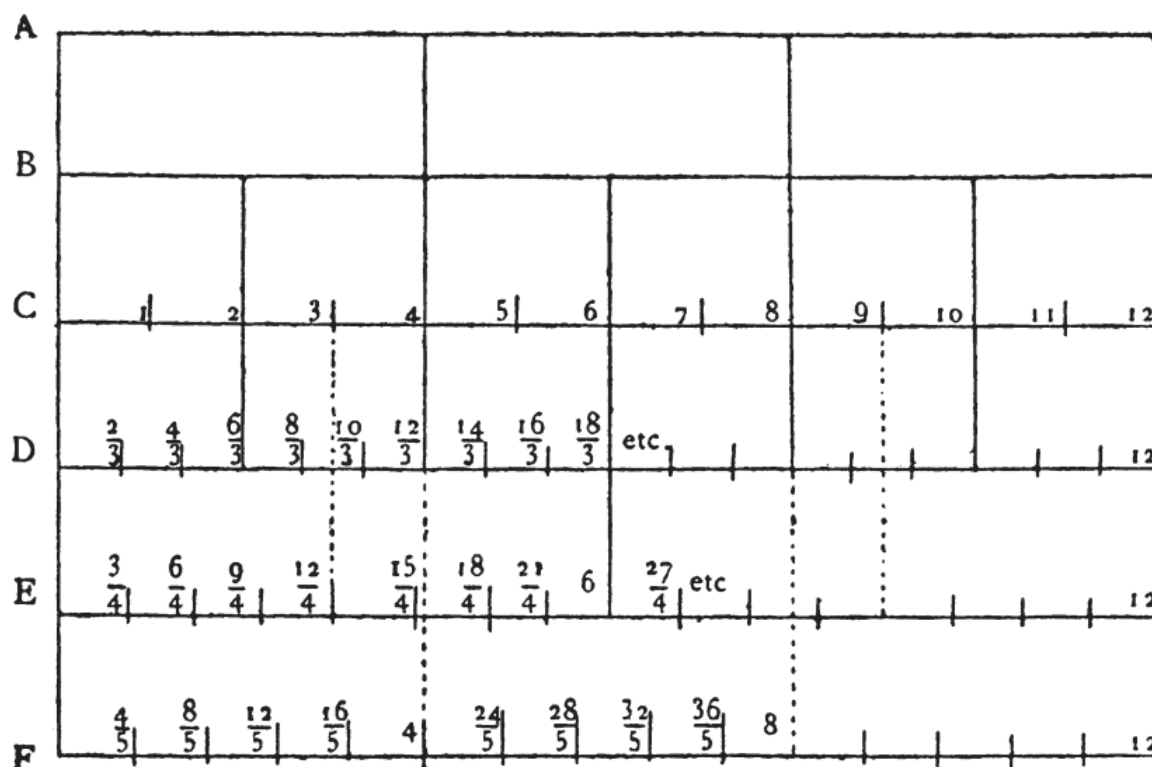 A
B
C 1 2 3 4 5 6 7 8 9 10 11 12
D 2/3 4/3 6/3 8/3 10/3 12/3 14/3 16/3 18/3 etc 12
E 3/4 6/4 9/4 12/4 15/4 18/4 21/4 6 27/4 etc 12
F 4/5 8/5 12/5 16/5 4 24/5 28/5 32/5 36/5 8 12